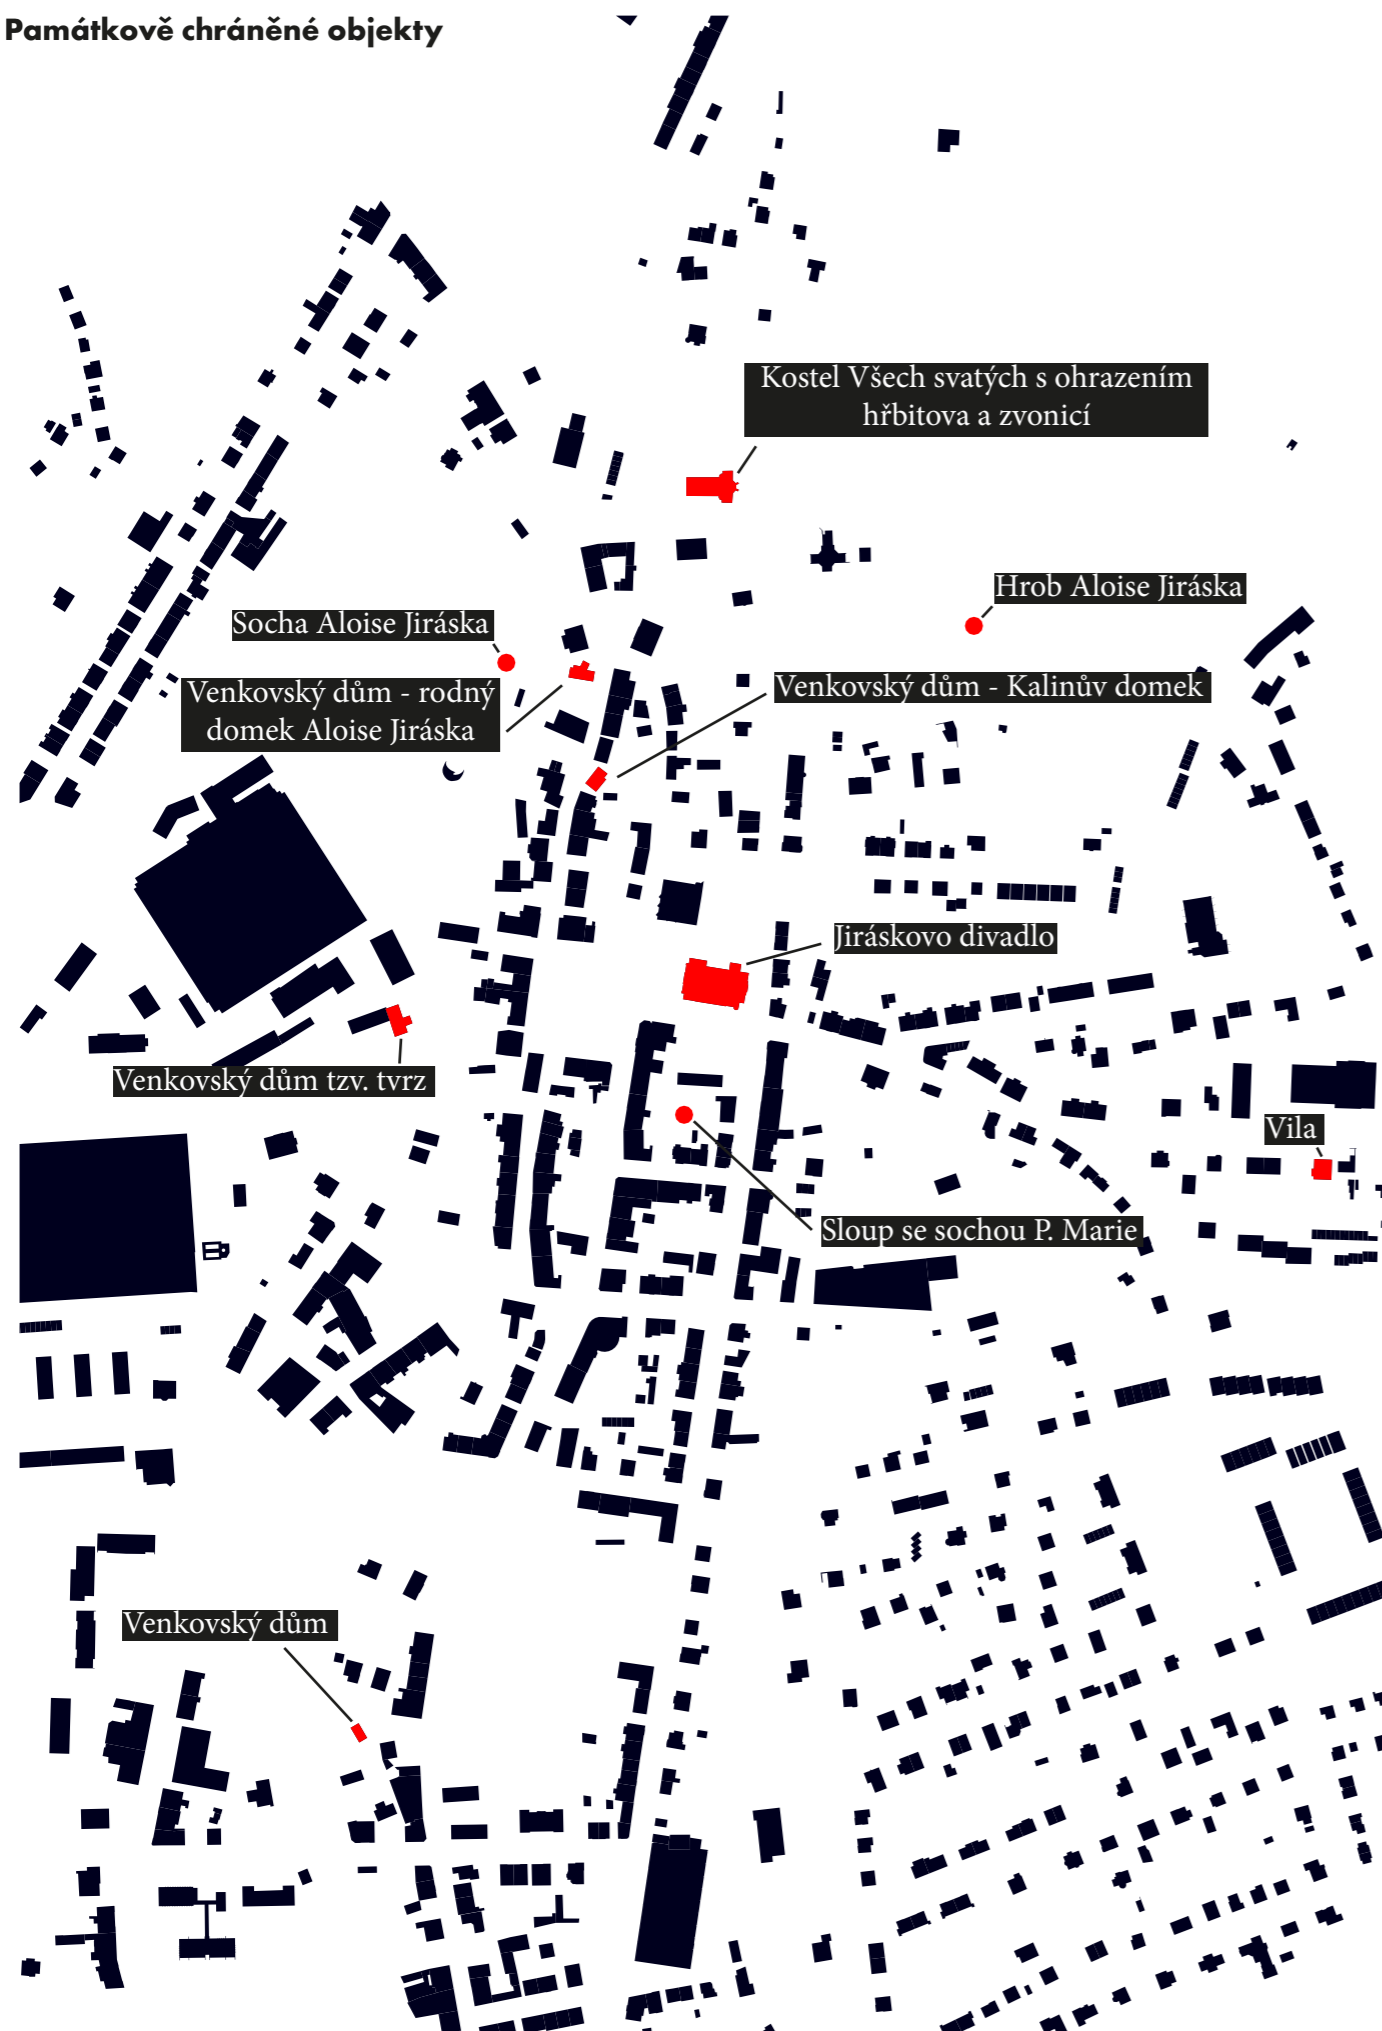 Památkově chráněné objekty
Kostel Všech svatých s ohrazením
hřbitova a zvonicí
Hrob Aloise Jiráska
Socha Aloise Jiráska
Venkovský dům - rodný
domek Aloise Jiráska
Venkovský dům - Kalinův domek
Jiráskovo divadlo
Venkovský dům tzv. tvrz
Vila
Sloup se sochou P. Marie
Venkovský dům